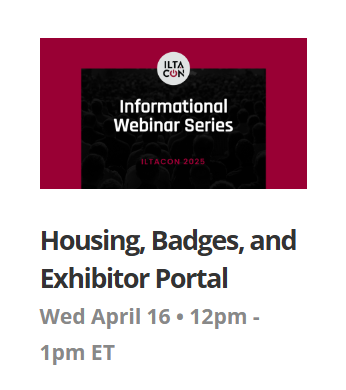 ILTA
CON
Informational
Webinar Series
ILTACON 2025
Housing, Badges, and
Exhibitor Portal
Wed April 16 • 12pm -
1pm ET